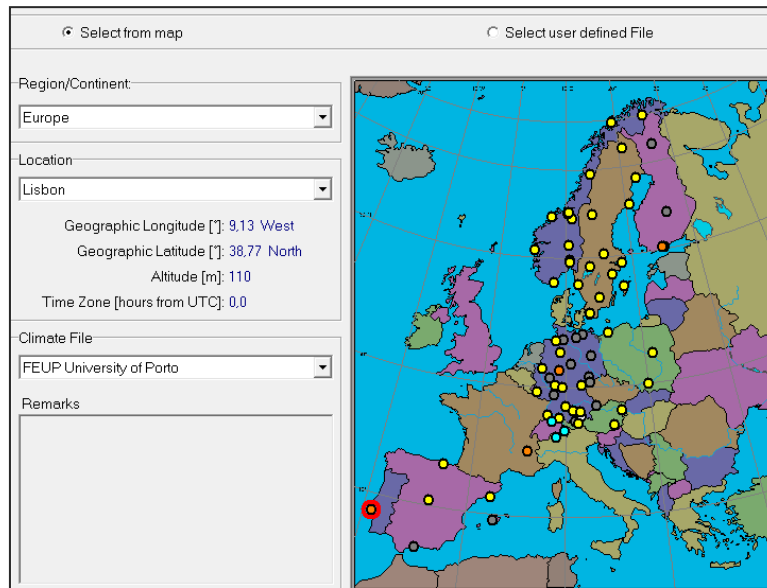 Select from map
Select user defined File
Region/Continent:
Europe
Location
Lisbon
Geographic Longitude [°]: 9,13 West
Geographic Latitude [°]: 38,77 North
Altitude [m]: 110
Time Zone [hours from UTC]: 0,0
Climate File
FEUP University of Porto
Remarks